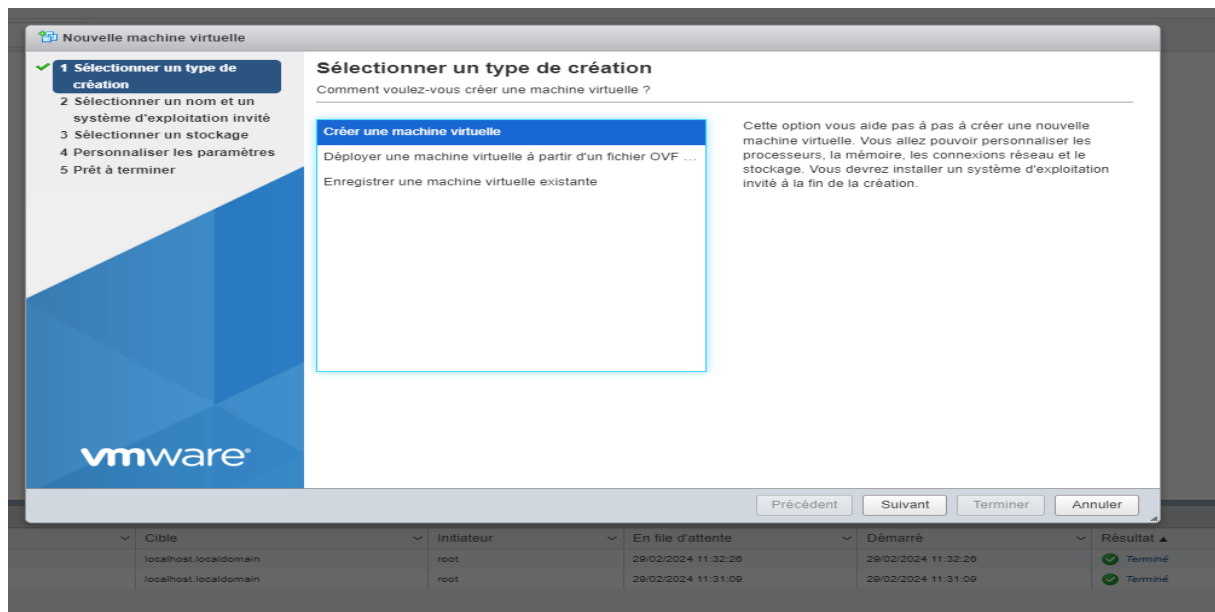 Nouvelle machine virtuelle
1 Sélectionner un type de
création
2 Sélectionner un nom et un
système d'exploitation invité
3 Sélectionner un stockage
4 Personnaliser les paramètres
5 Prêt à terminer
vmware
Sélectionner un type de création
Comment voulez-vous créer une machine virtuelle ?
Créer une machine virtuelle
Déployer une machine virtuelle à partir d'un fichier OVF ...
Enregistrer une machine virtuelle existante
Cette option vous aide pas à pas à créer une nouvelle
machine virtuelle. Vous allez pouvoir personnaliser les
processeurs, la mémoire, les connexions réseau et le
stockage. Vous devrez installer un système d'exploitation
invité à la fin de la création.
Précédent Suivant Terminer Annuler
Cible Initiateur En file d'attente Démarré Résultat
localhost.localdomain root 29/02/2024 11:32:26 29/02/2024 11:32:26 Terminé
localhost.localdomain root 29/02/2024 11:31:09 29/02/2024 11:31:09 Terminé